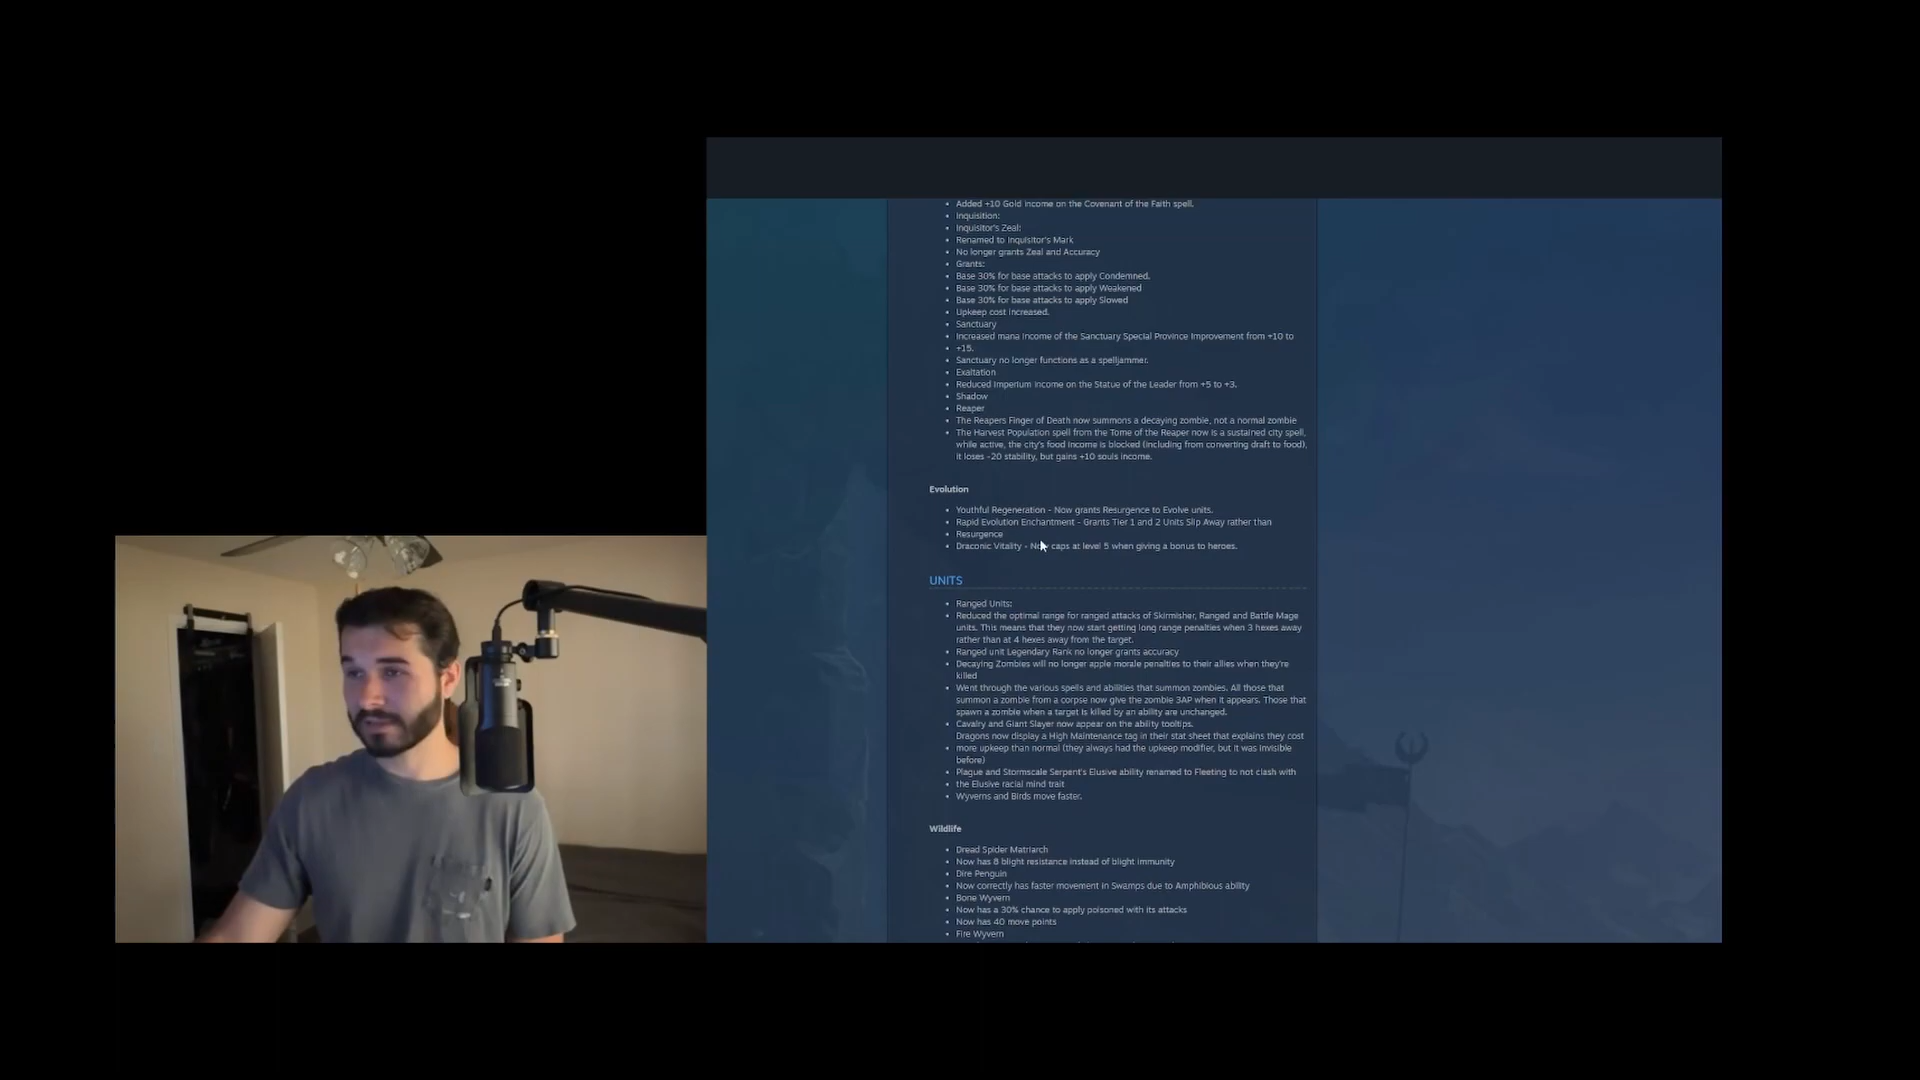 Added +10 Gold income on the Covenant of the Faith spell.
Inquisition:
Inquisitor's Zeal:
Renamed to Inquisitor's Mark
No longer grants Zeal and Accuracy
Grants:
Base 30% for base attacks to apply Condemned.
Base 30% for base attacks to apply Weakened
Base 30% for base attacks to apply Slowed
Upkeep cost increased.
Sanctuary
Increased mana income of the Sanctuary Special Province Improvement from +10 to
+15.
Sanctuary no longer functions as a spelljammer.
Exaltation
Reduced Imperium Income on the Statue of the Leader from +5 to +3.
Shadow
Reaper
The Reapers Finger of Death now summons a decaying zombie, not a normal zombie
The Harvest Population spell from the Tome of the Reaper now is a sustained city spell,
while active, the city's food income is blocked (including from converting draft to food),
it loses -20 stability, but gains +10 souls income.
Evolution
Youthful Regeneration - Now grants Resurgence to Evolve units.
Rapid Evolution Enchantment - Grants Tier 1 and 2 Units Slip Away rather than
Resurgence
Draconic Vitality - Now caps at level 5 when giving a bonus to heroes.
UNITS
Ranged Units:
Reduced the optimal range for ranged attacks of Skirmisher, Ranged and Battle Mage
units. This means that they now start getting long range penalties when 3 hexes away
rather than at 4 hexes away from the target.
Ranged unit Legendary Rank no longer grants accuracy
Decaying Zombies will no longer apple morale penalties to their allies when they're
killed
Went through the various spells and abilities that summon zombies. All those that
summon a zombie from a corpse now give the zombie 3AP when it appears. Those that
spawn a zombie when a target is killed by an ability are unchanged.
Cavalry and Giant Slayer now appear on the ability tooltips.
Dragons now display a High Maintenance tag in their stat sheet that explains they cost
more upkeep than normal (they always had the upkeep modifier, but it was invisible
before)
Plague and Stormscale Serpent's Elusive ability renamed to Fleeting to not clash with
the Elusive racial mind trait
Wyverns and Birds move faster.
Wildlife
Dread Spider Matriarch
Now has 8 blight resistance instead of blight immunity
Dire Penguin
Now correctly has faster movement in Swamps due to Amphibious ability
Bone Wyvern
Now has a 30% chance to apply poisoned with its attacks
Now has 40 move points
Fire Wyvern